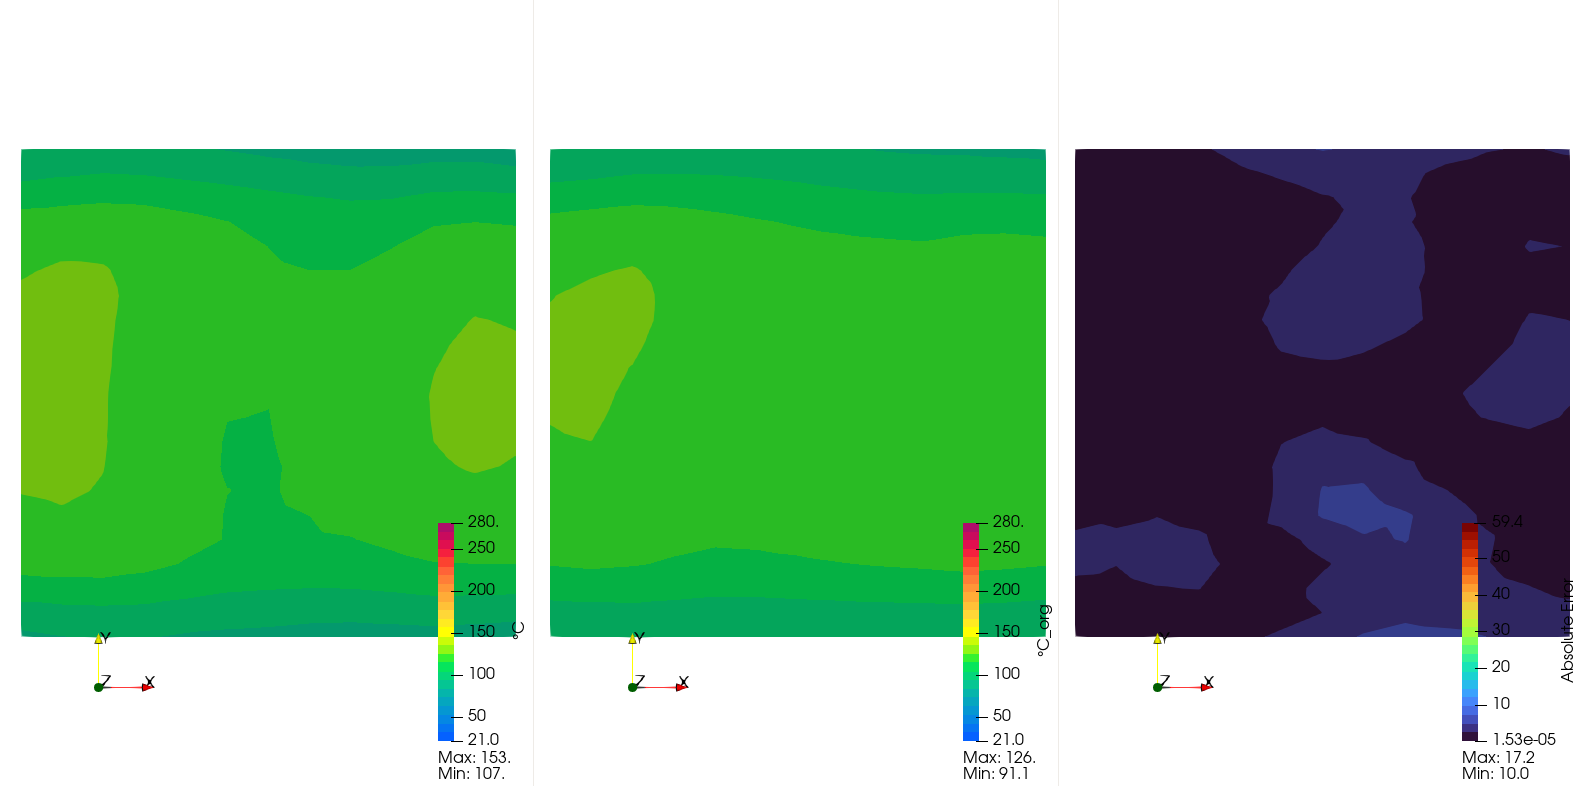 280.
250
200
150
100
50
21.0
°C
Max: 153.
Min: 107.
Y
Z
X
280.
250
200
150
100
50
21.0
°C_org
Max: 126.
Min: 91.1
Y
Z
X
59.4
50
40
30
20
10
1.53e-05
Absolute Error
Max: 17.2
Min: 10.0
Y
Z
X